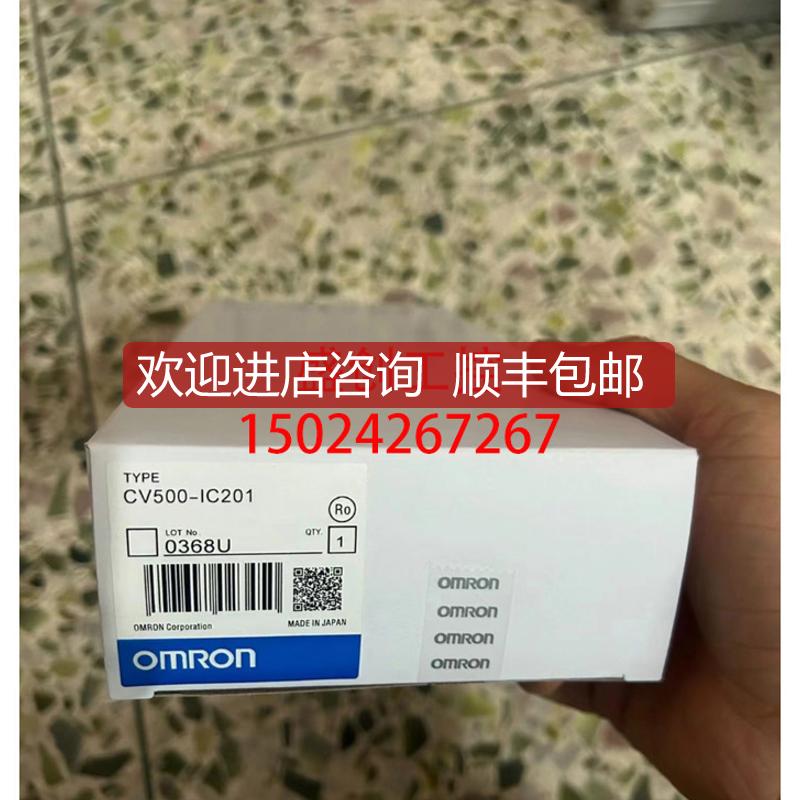 欢迎进店咨询 顺丰包邮
15024267267
TYPE
CV500-IC201
Ro
LOT No.
0368U
QTY.
1
OMRON Corporation
MADE IN JAPAN
OMRON
OMRON
OMRON
OMRON
OMRON